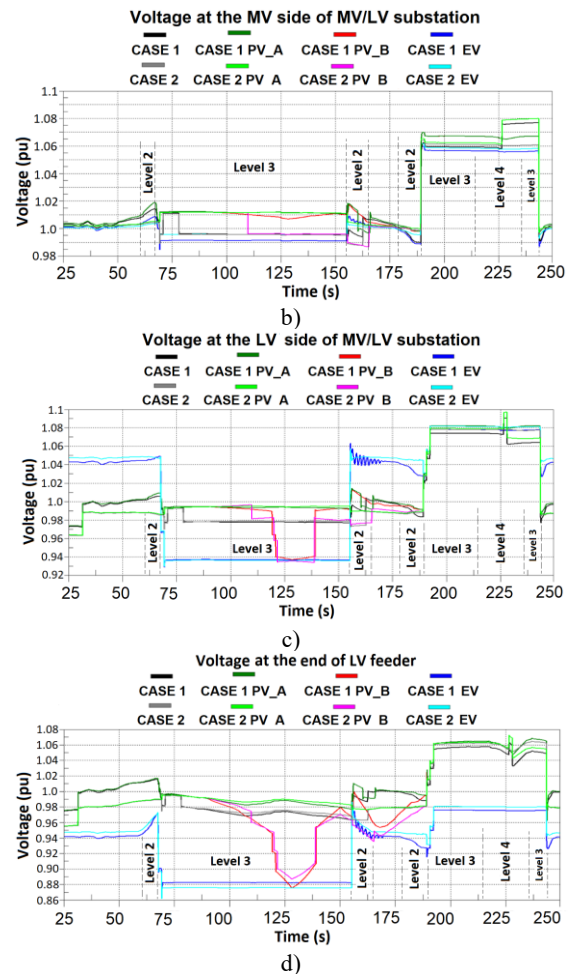 Voltage at the MV side of MV/LV substation
CASE 1 CASE 1 PV_A CASE 1 PV_B CASE 1 EV
CASE 2 CASE 2 PV A CASE 2 PV B CASE 2 EV
Voltage (pu)
1.1
1.08
1.06
1.04
1.02
1.0
0.98
0.96
Level 2
Level 3
Level 2
Level 2
Level 3
Level 4
Level 3
25 50 75 100 125 150 175 200 225 250
Time (s)
b)
Voltage at the LV side of MV/LV substation
CASE 1 CASE 1 PV_A CASE 1 PV_B CASE 1 EV
CASE 2 CASE 2 PV A CASE 2 PV B CASE 2 EV
Voltage (pu)
1.1
1.08
1.06
1.04
1.02
1.0
0.98
0.96
0.94
0.92
Level 2
Level 3
Level 2
Level 2
Level 3
Level 4
Level 3
25 50 75 100 125 150 175 200 225 250
Time (s)
c)
Voltage at the end of LV feeder
CASE 1 CASE 1 PV_A CASE 1 PV_B CASE 1 EV
CASE 2 CASE 2 PV A CASE 2 PV B CASE 2 EV
Voltage (pu)
1.08
1.06
1.04
1.02
1.0
0.98
0.96
0.94
0.92
0.9
0.88
0.86
Level 2
Level 3
Level 2
Level 2
Level 3
Level 4
Level 3
25 50 75 100 125 150 175 200 225 250
Time (s)
d)